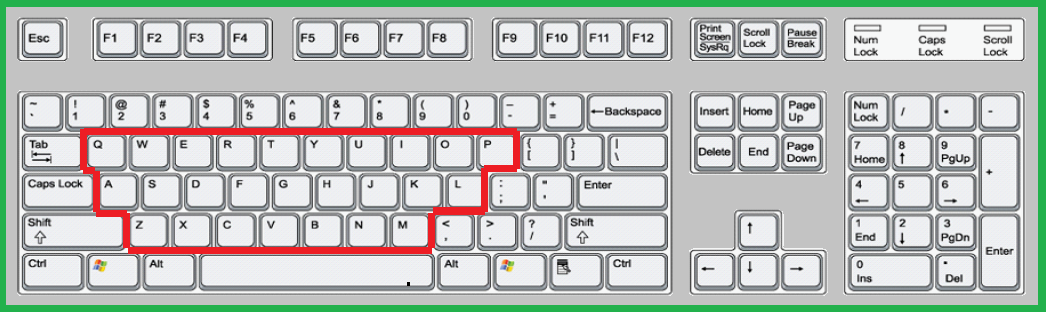 Esc F1 F2 F3 F4 F5 F6 F7 F8 F9 F10 F11 F12 Print Screen SysRq Scroll Lock Pause Break Num Lock Caps Lock Scroll Lock
~ ` ! 1 @ 2 # 3 $ 4 % 5 ^ 6 & 7 * 8 ( 9 ) 0 – - + = ←Backspace Insert Home Page Up Num Lock / * -
Tab Q W E R T Y U I O P { [ } ] | \ Delete End Page Down 7 Home 8 ↑ 9 PgUp +
Caps Lock A S D F G H J K L : ; " ' Enter 4 ← 5 6 →
Shift Z X C V B N M < , > . ? / Shift ↑ 1 End 2 ↓ 3 PgDn Enter
Ctrl Alt Alt Ctrl ← ↓ → 0 Ins . Del